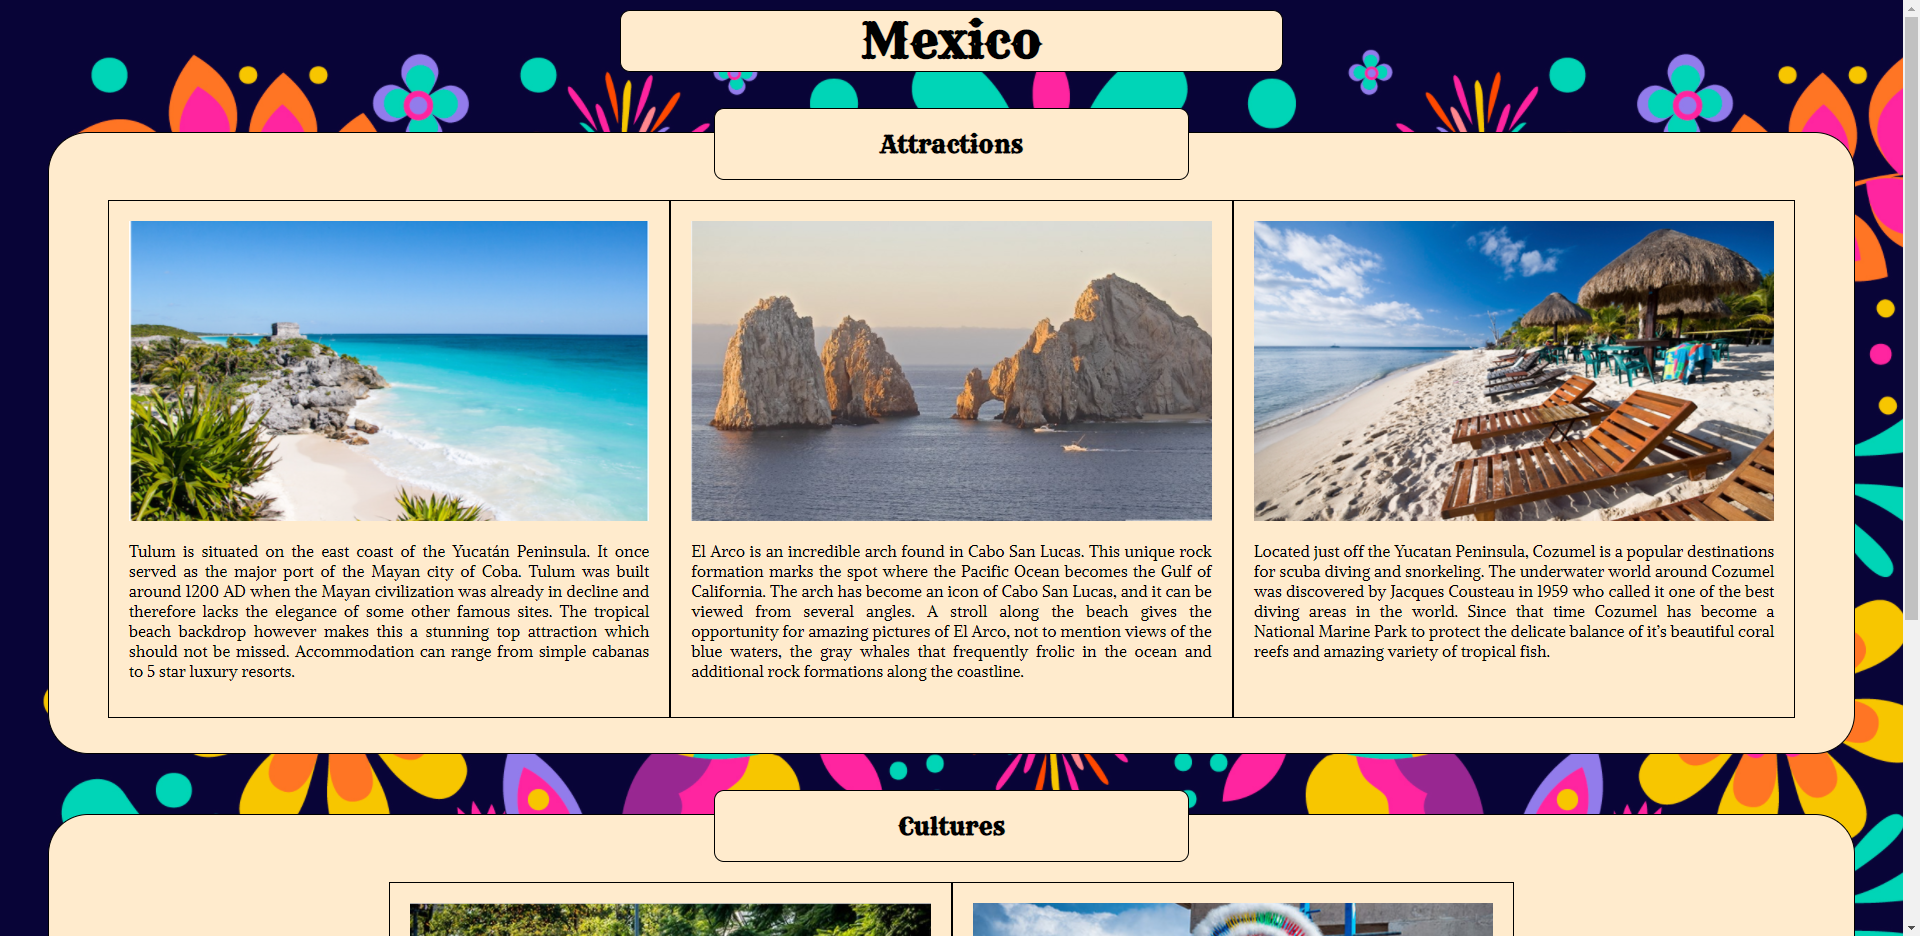 Mexico
Attractions
Tulum is situated on the east coast of the Yucatán Peninsula. It once
served as the major port of the Mayan city of Coba. Tulum was built
around 1200 AD when the Mayan civilization was already in decline and
therefore lacks the elegance of some other famous sites. The tropical
beach backdrop however makes this a stunning top attraction which
should not be missed. Accommodation can range from simple cabanas
to 5 star luxury resorts.
El Arco is an incredible arch found in Cabo San Lucas. This unique rock
formation marks the spot where the Pacific Ocean becomes the Gulf of
California. The arch has become an icon of Cabo San Lucas, and it can be
viewed from several angles. A stroll along the beach gives the
opportunity for amazing pictures of El Arco, not to mention views of the
blue waters, the gray whales that frequently frolic in the ocean and
additional rock formations along the coastline.
Located just off the Yucatan Peninsula, Cozumel is a popular destinations
for scuba diving and snorkeling. The underwater world around Cozumel
was discovered by Jacques Cousteau in 1959 who called it one of the best
diving areas in the world. Since that time Cozumel has become a
National Marine Park to protect the delicate balance of it's beautiful coral
reefs and amazing variety of tropical fish.
Cultures